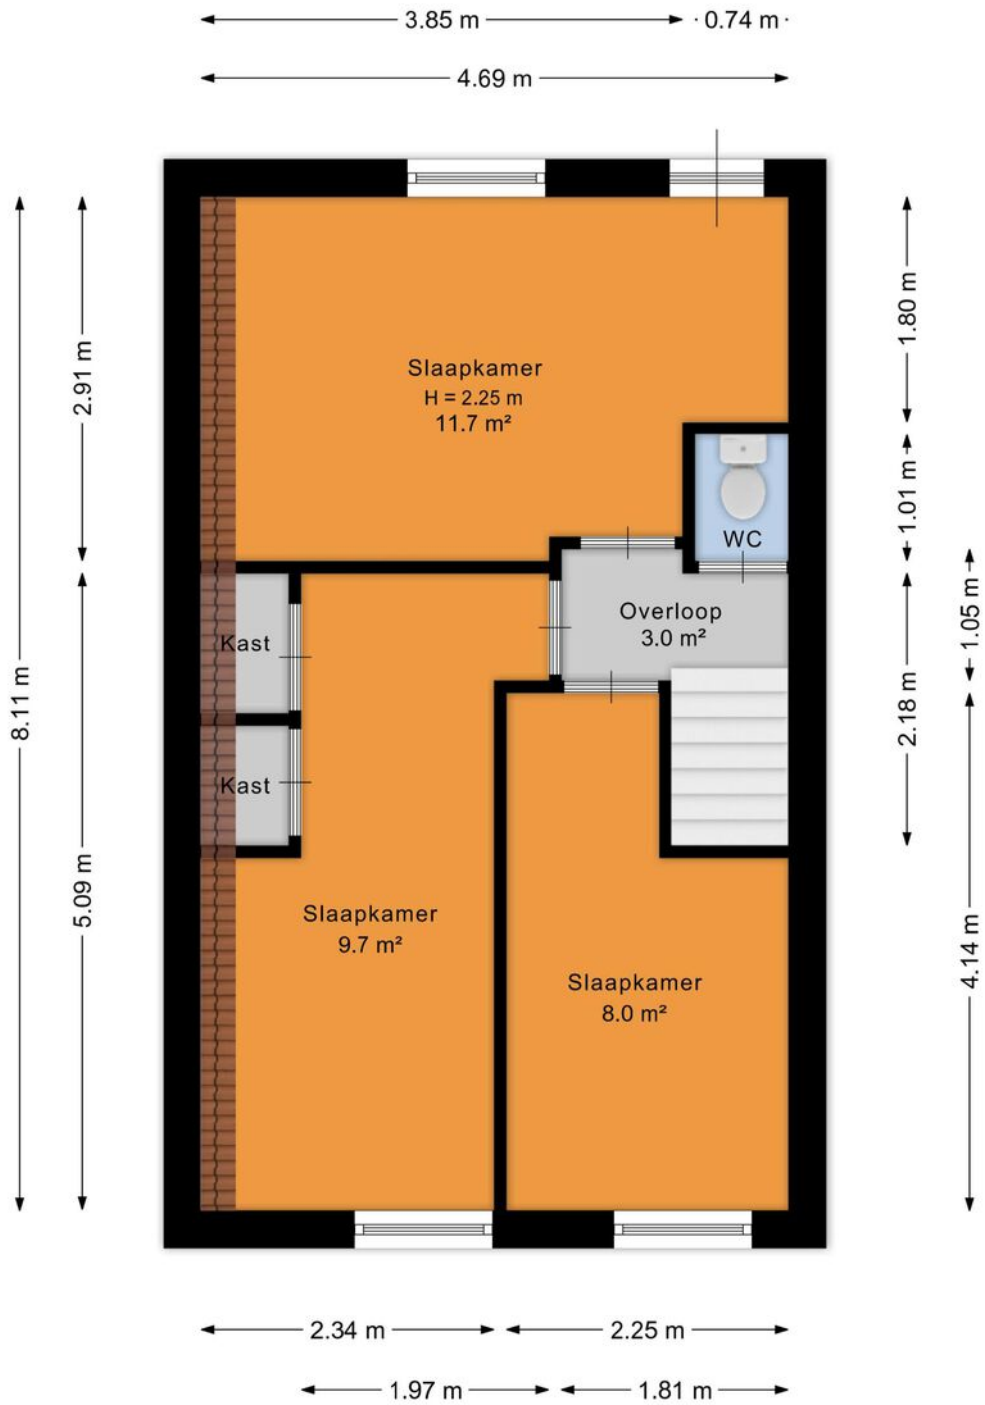 3.85 m
0.74 m
4.69 m
2.91 m
1.80 m
Slaapkamer
H = 2.25 m
11.7 m²
1.01 m
WC
8.11 m
Kast
Overloop
3.0 m²
1.05 m
2.18 m
Kast
5.09 m
Slaapkamer
9.7 m²
Slaapkamer
8.0 m²
4.14 m
2.34 m
2.25 m
1.97 m
1.81 m